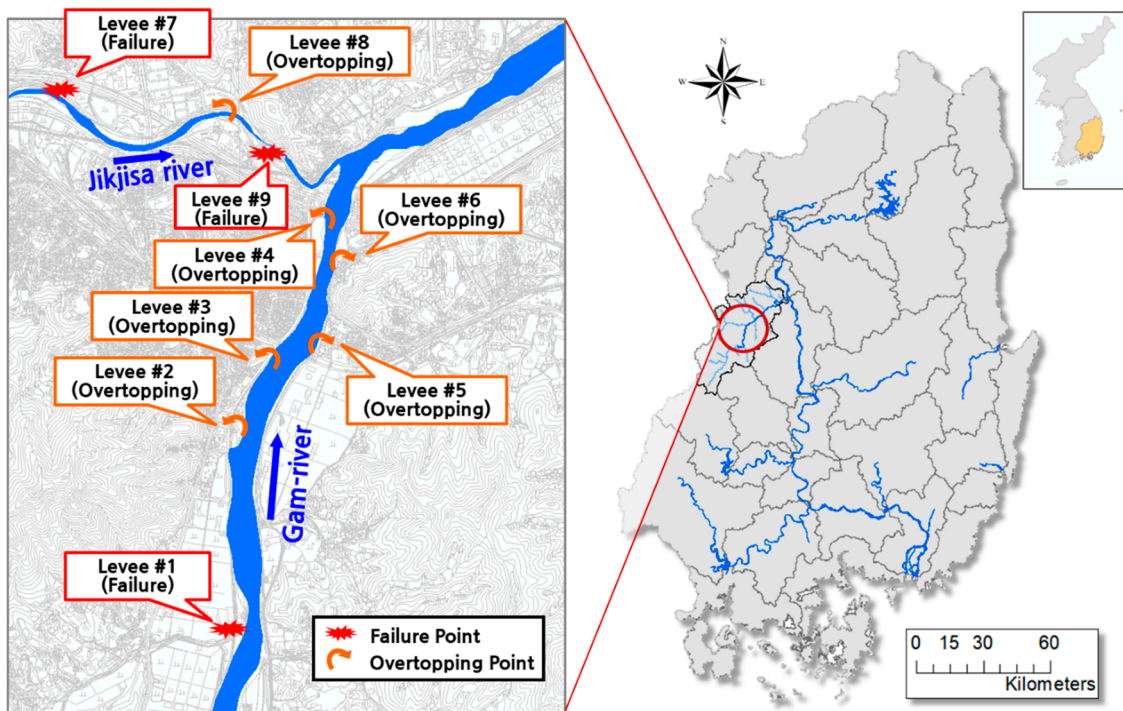 Levee #7
(Failure)
Levee #8
(Overtopping)
Jikjisa river
Levee #9
(Failure)
Levee #6
(Overtopping)
Levee #4
(Overtopping)
Levee #3
(Overtopping)
Levee #2
(Overtopping)
Levee #5
(Overtopping)
Gam-river
Levee #1
(Failure)
Failure Point
Overtopping Point
N
W
E
S
0 15 30 60
Kilometers